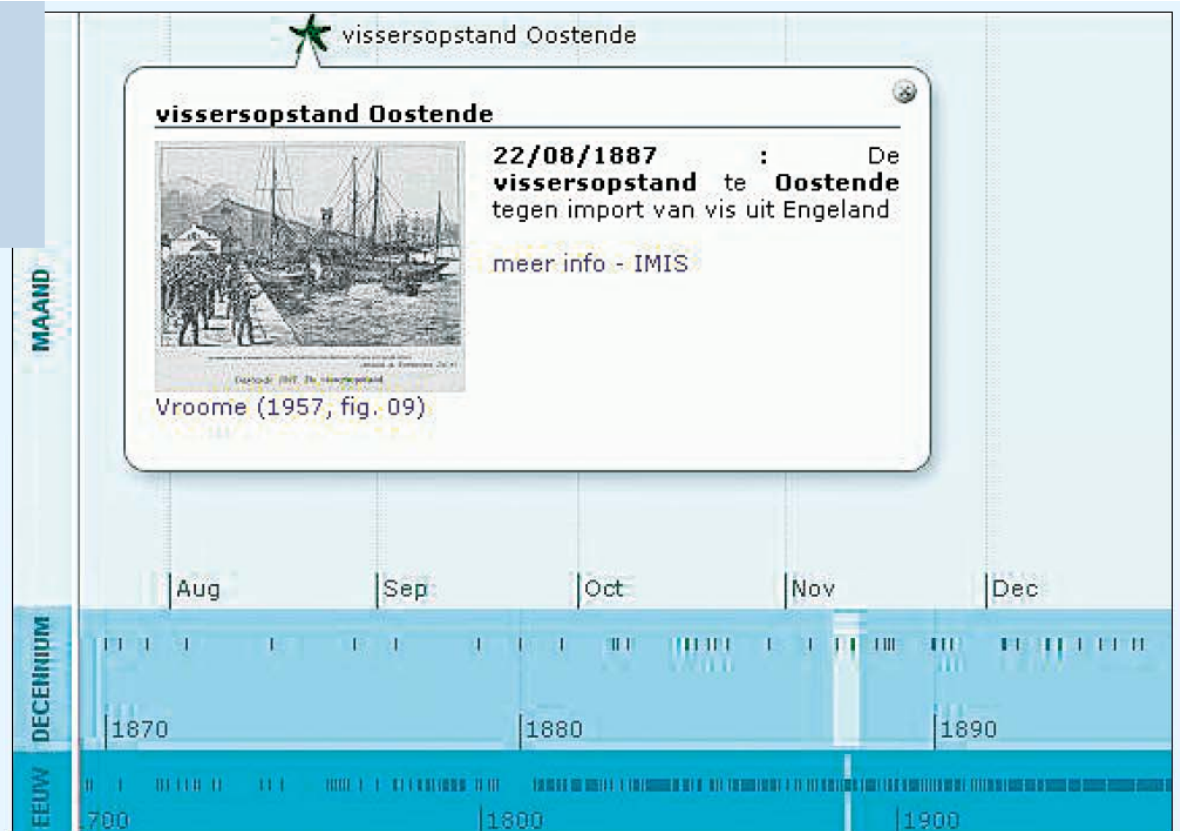 vissersopstand Oostende
vissersopstand Oostende
22/08/1887 : De
vissersopstand te Oostende
tegen import van vis uit Engeland
meer info - IMIS
Vroome (1957, fig. 09)
MAAND
Aug Sep Oct Nov Dec
DECENNIUM
1870 1880 1890
EEUW
1700 1800 1900